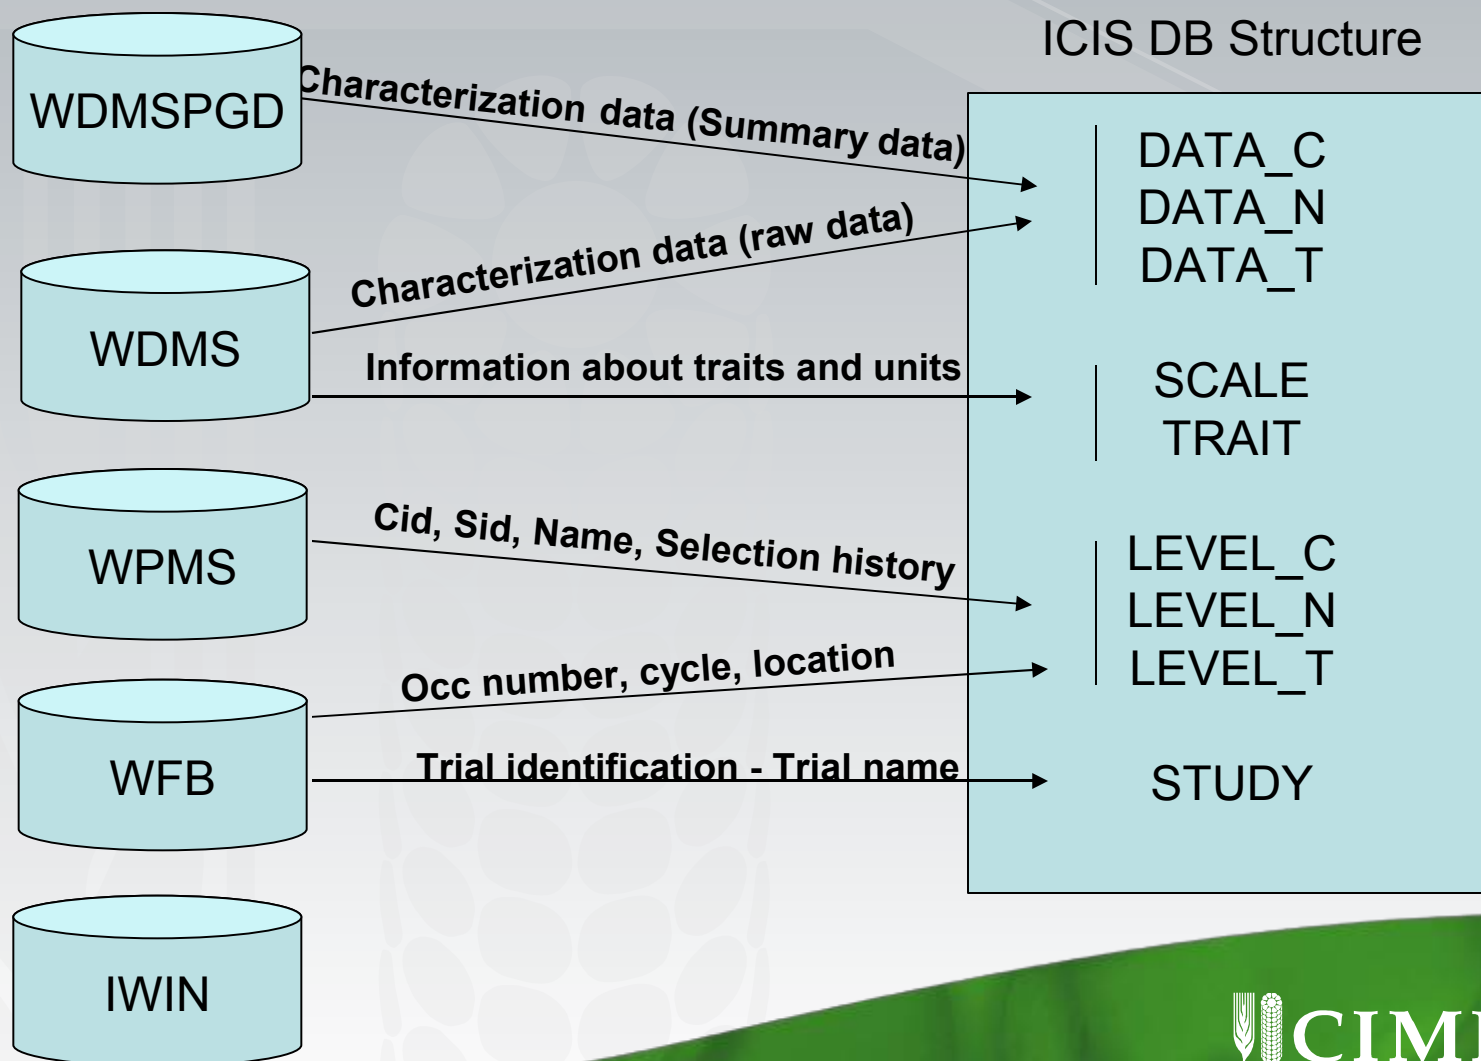 ICIS DB Structure
WDMSPGD
Characterization data (Summary data)
DATA_C
DATA_N
DATA_T
Characterization data (raw data)
WDMS
Information about traits and units
SCALE
TRAIT
WPMS
Cid, Sid, Name, Selection history
LEVEL_C
LEVEL_N
LEVEL_T
Occ number, cycle, location
WFB
Trial identification - Trial name
STUDY
IWIN